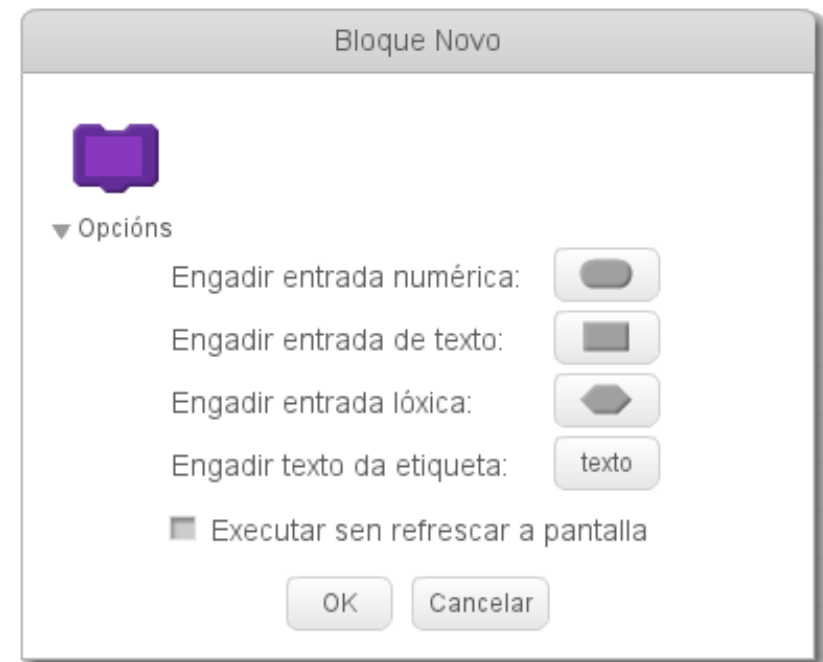 Bloque Novo
Opcións
Engadir entrada numérica:
Engadir entrada de texto:
Engadir entrada lóxica:
Engadir texto da etiqueta: texto
Executar sen refrescar a pantalla
OK Cancelar